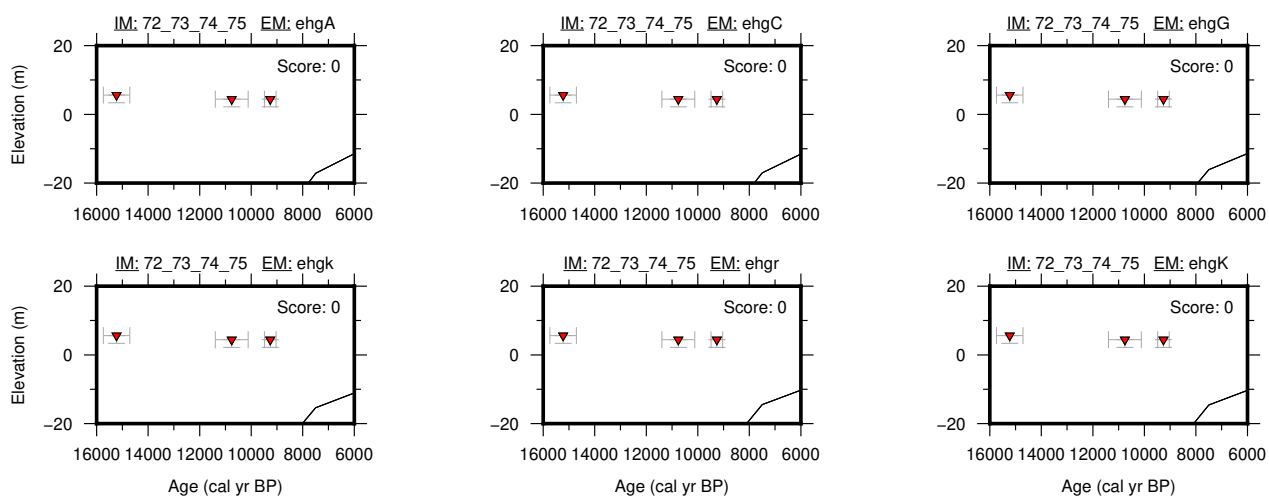 IM: 72_73_74_75 EM: ehgA
IM: 72_73_74_75 EM: ehgC
IM: 72_73_74_75 EM: ehgG
20
0
−20
Elevation (m)
Score: 0
16000 14000 12000 10000 8000 6000
20
0
−20
Score: 0
16000 14000 12000 10000 8000 6000
20
0
−20
Score: 0
16000 14000 12000 10000 8000 6000
IM: 72_73_74_75 EM: ehgk
IM: 72_73_74_75 EM: ehgr
IM: 72_73_74_75 EM: ehgK
20
0
−20
Elevation (m)
Score: 0
16000 14000 12000 10000 8000 6000
Age (cal yr BP)
20
0
−20
Score: 0
16000 14000 12000 10000 8000 6000
Age (cal yr BP)
20
0
−20
Score: 0
16000 14000 12000 10000 8000 6000
Age (cal yr BP)